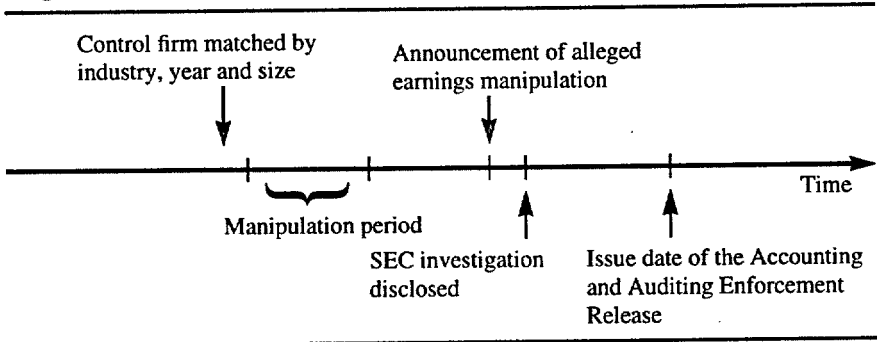 Control firm matched by
industry, year and size
Announcement of alleged
earnings manipulation
Time
Manipulation period
SEC investigation
disclosed
Issue date of the Accounting
and Auditing Enforcement
Release